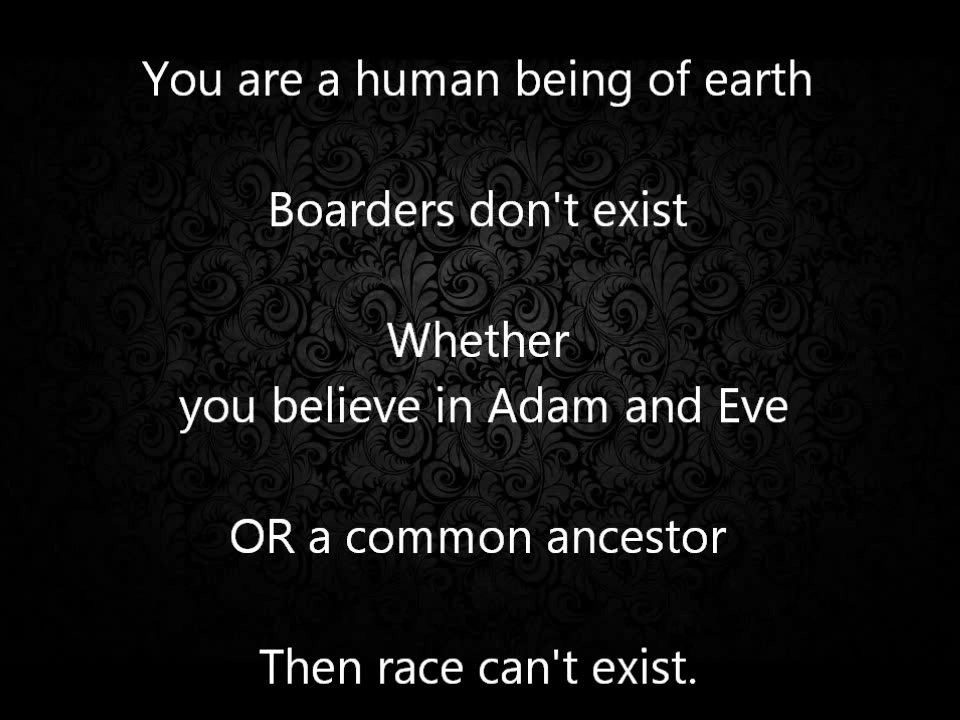 You are a human being of earth
Boarders don't exist
Whether
you believe in Adam and Eve
OR a common ancestor
Then race can't exist.